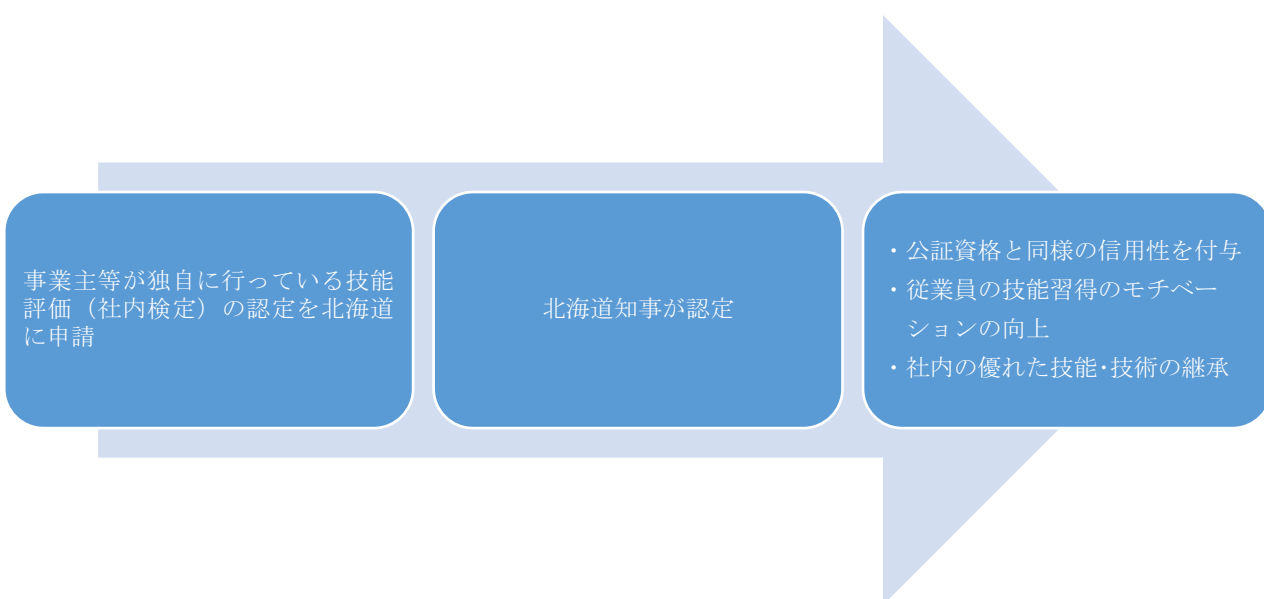 事業主等が独自に行っている技能
評価（社内検定）の認定を北海道
に申請
北海道知事が認定
・公証資格と同様の信用性を付与
・従業員の技能習得のモチベー
ションの向上
・社内の優れた技能･技術の継承